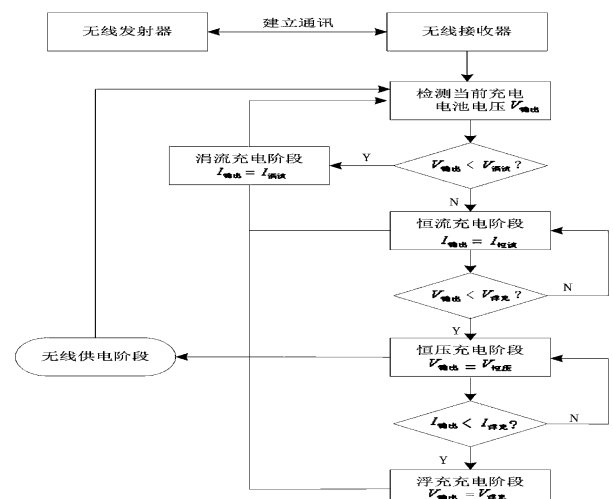 无线发射器
建立通讯
无线接收器
检测当前充电
电池电压V输出
涓流充电阶段
I输出 = I涓流
Y
V输出 < V涓流?
N
恒流充电阶段
I输出 = I恒流
V输出 < V浮充?
N
Y
无线供电阶段
恒压充电阶段
V输出 = V恒压
I输出 < I浮充?
N
Y
浮充充电阶段
V输出 = V浮充